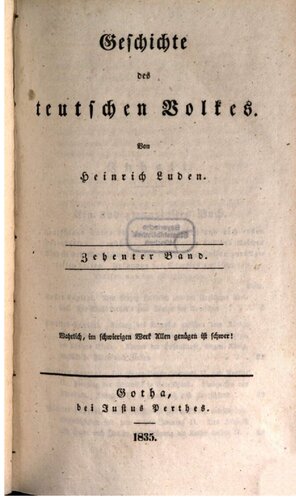 Geschichte
des
teutschen Volkes.
Von
Heinrich Luden.
Zehenter Band.
Wahrlich, im schwierigen Werk Allen genügen ist schwer!
Gotha,
bei Justus Perthes.
1835.